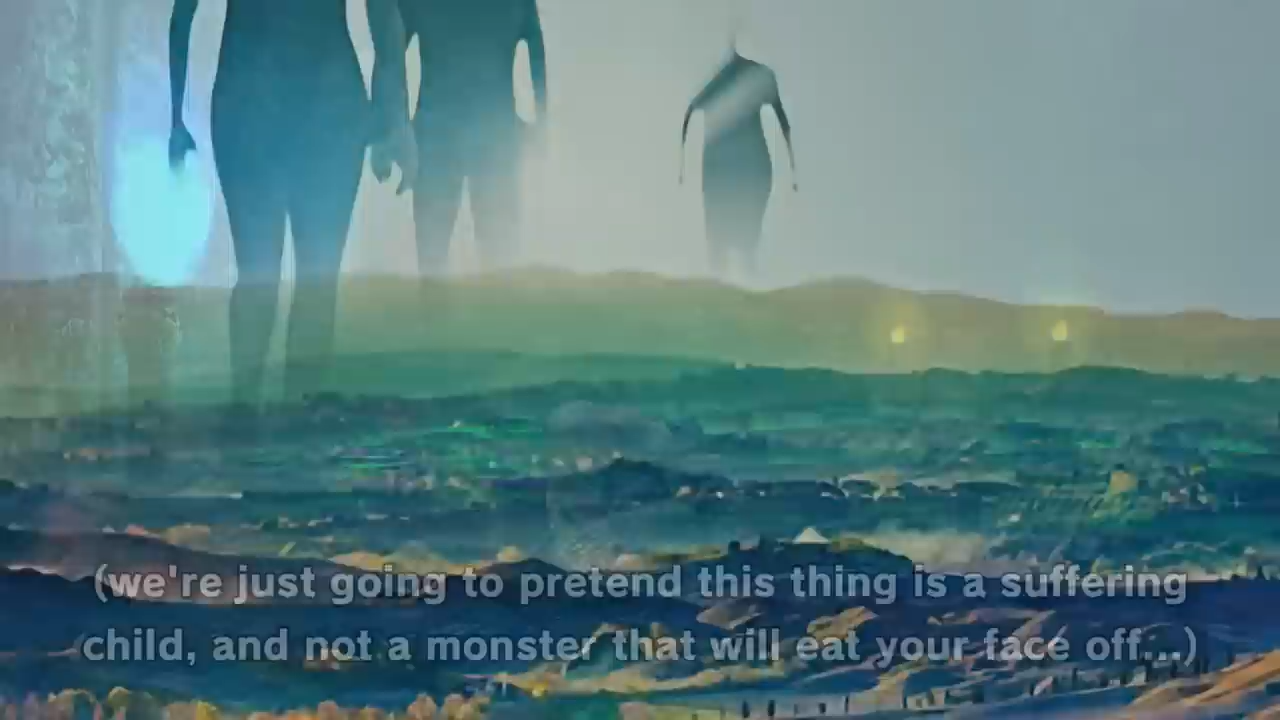 (we're just going to pretend this thing is a suffering
child, and not a monster that will eat your face off...)